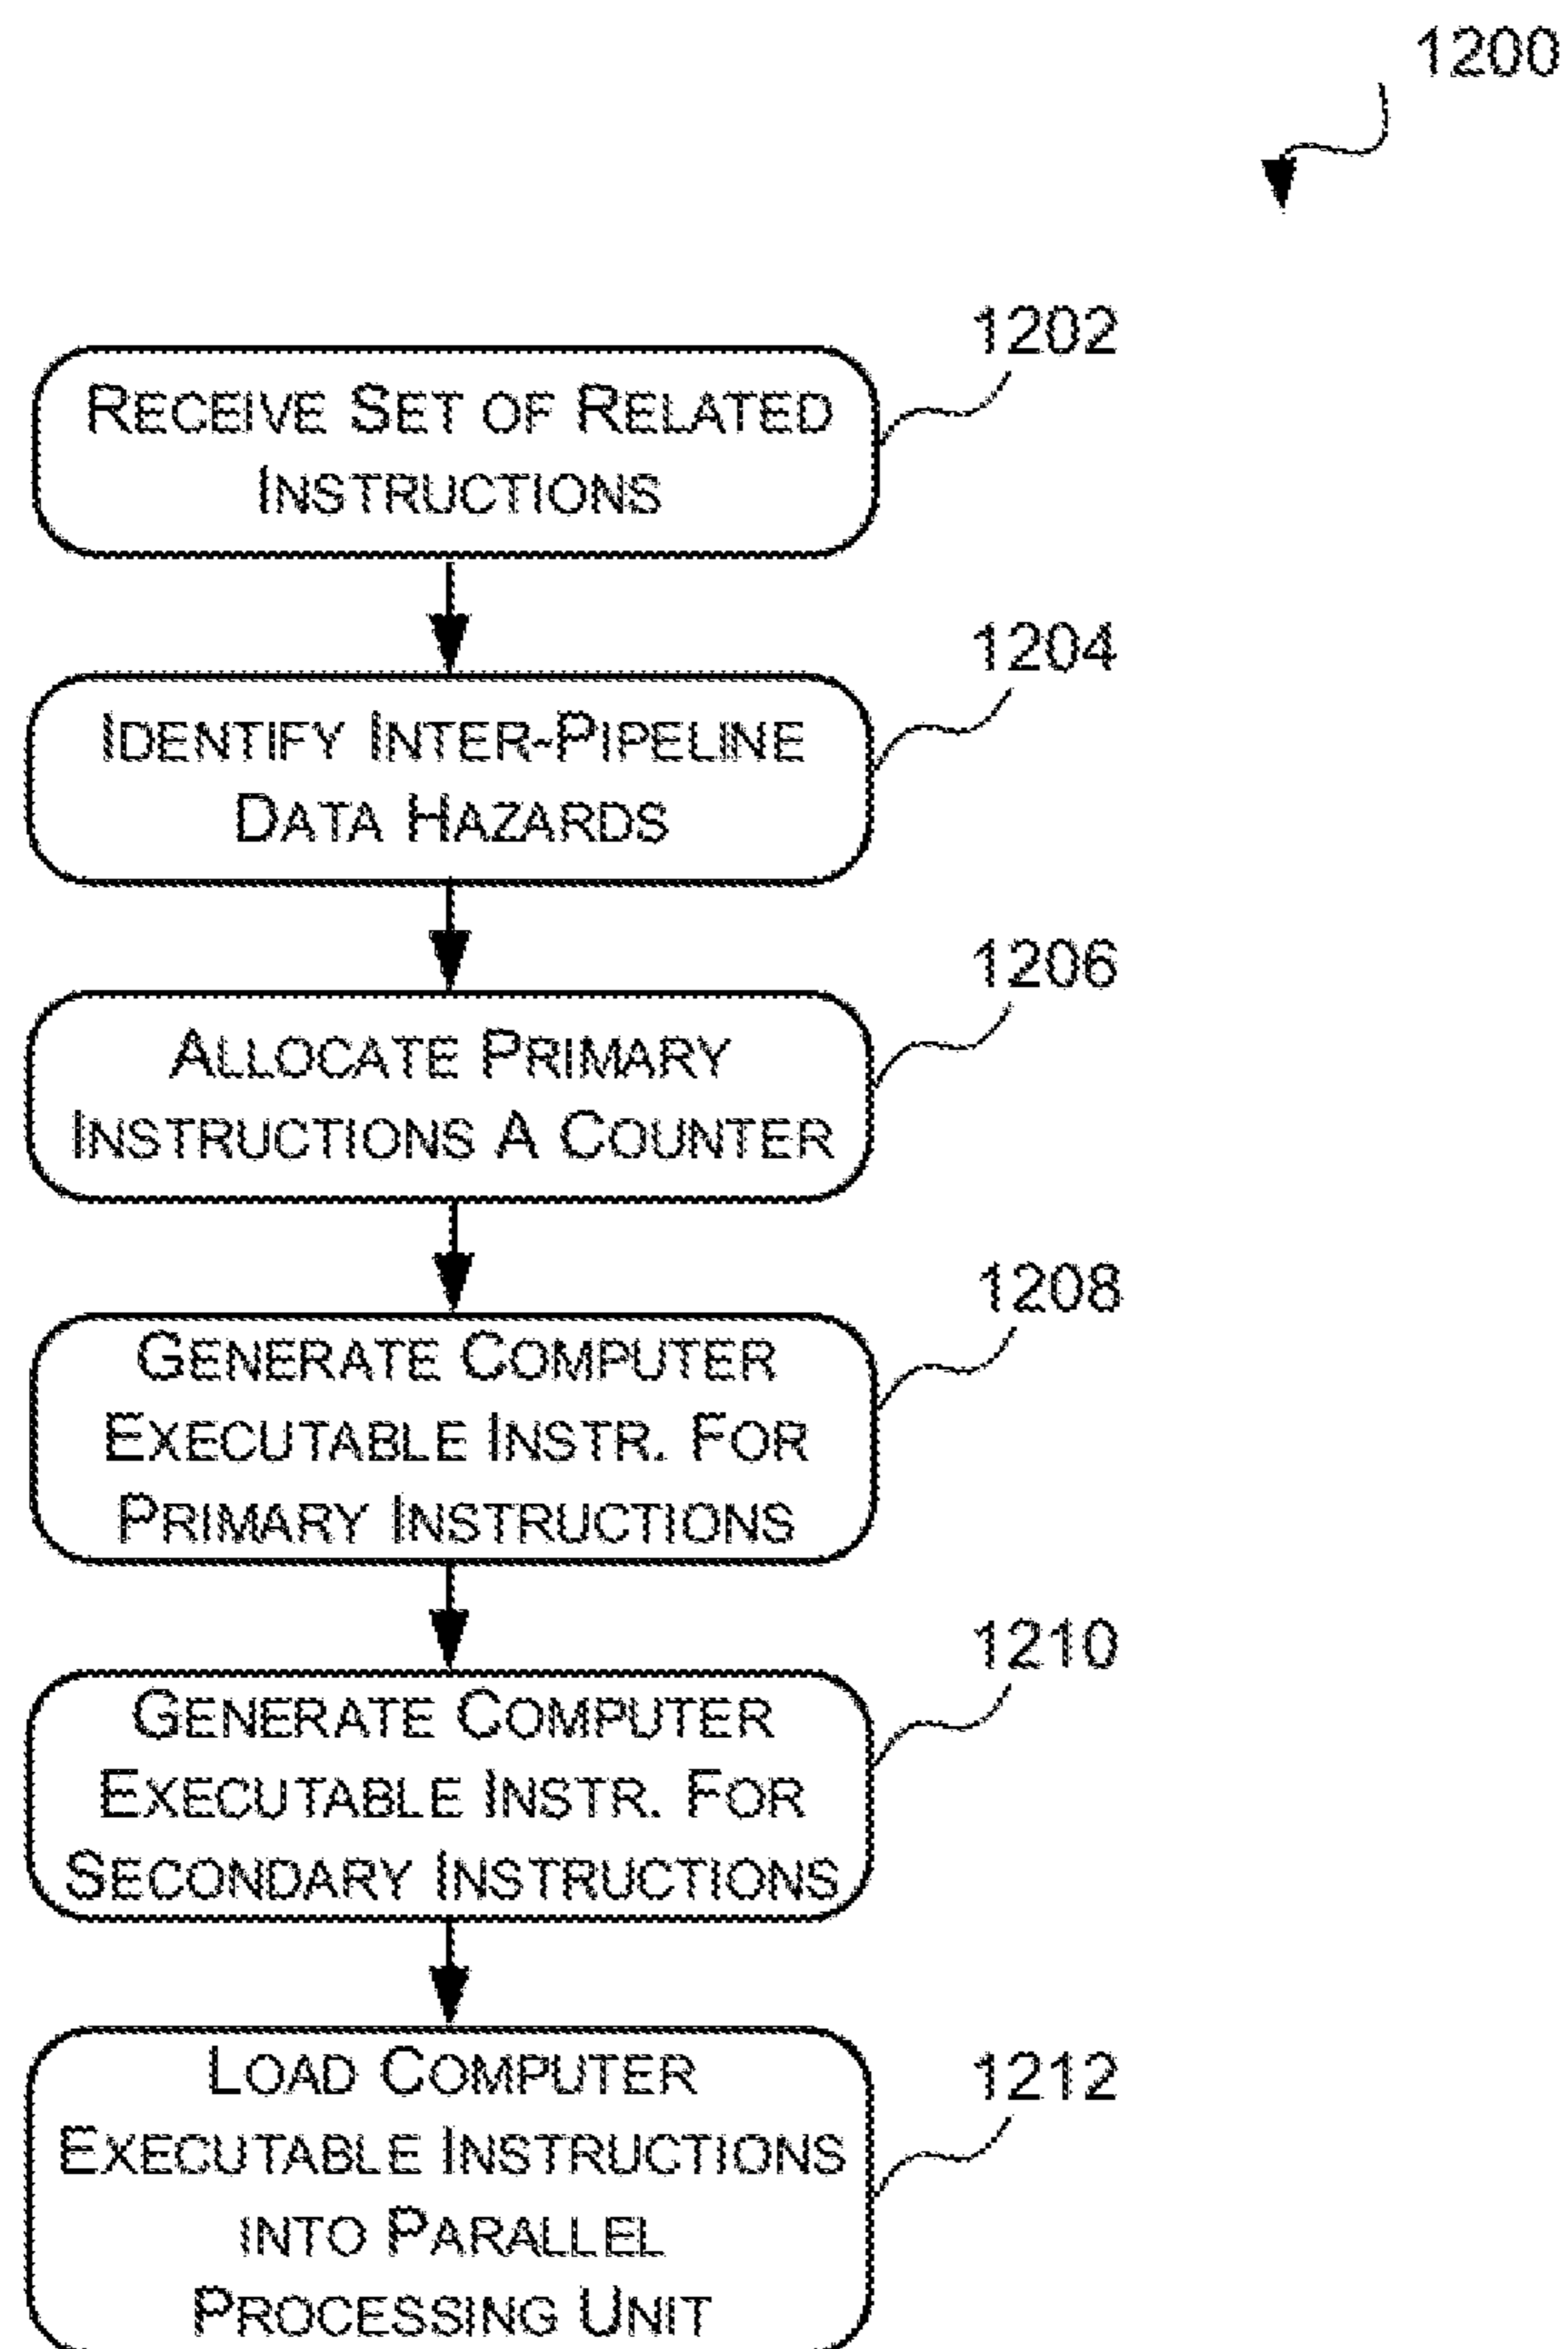 1200
1202
RECEIVE SET OF RELATED
INSTRUCTIONS
1204
IDENTIFY INTER-PIPELINE
DATA HAZARDS
1206
ALLOCATE PRIMARY
INSTRUCTIONS A COUNTER
1208
GENERATE COMPUTER
EXECUTABLE INSTR. FOR
PRIMARY INSTRUCTIONS
1210
GENERATE COMPUTER
EXECUTABLE INSTR. FOR
SECONDARY INSTRUCTIONS
1212
LOAD COMPUTER
EXECUTABLE INSTRUCTIONS
INTO PARALLEL
PROCESSING UNIT